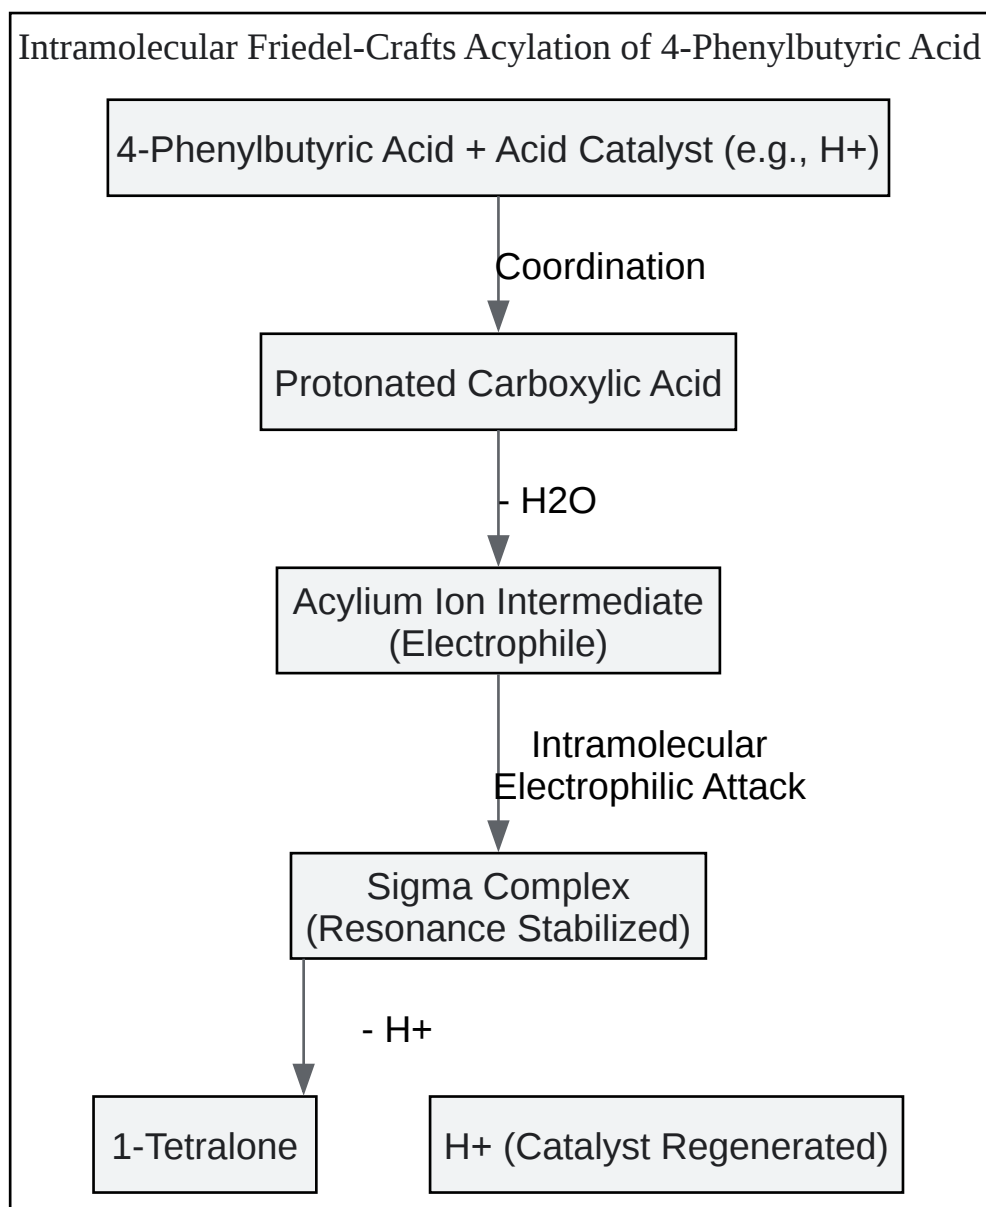 Intramolecular Friedel-Crafts Acylation of 4-Phenylbutyric Acid
4-Phenylbutyric Acid + Acid Catalyst (e.g., H+)
Coordination
Protonated Carboxylic Acid
- H2O
Acylium Ion Intermediate
(Electrophile)
Intramolecular
Electrophilic Attack
Sigma Complex
(Resonance Stabilized)
- H+
1-Tetralone
H+ (Catalyst Regenerated)